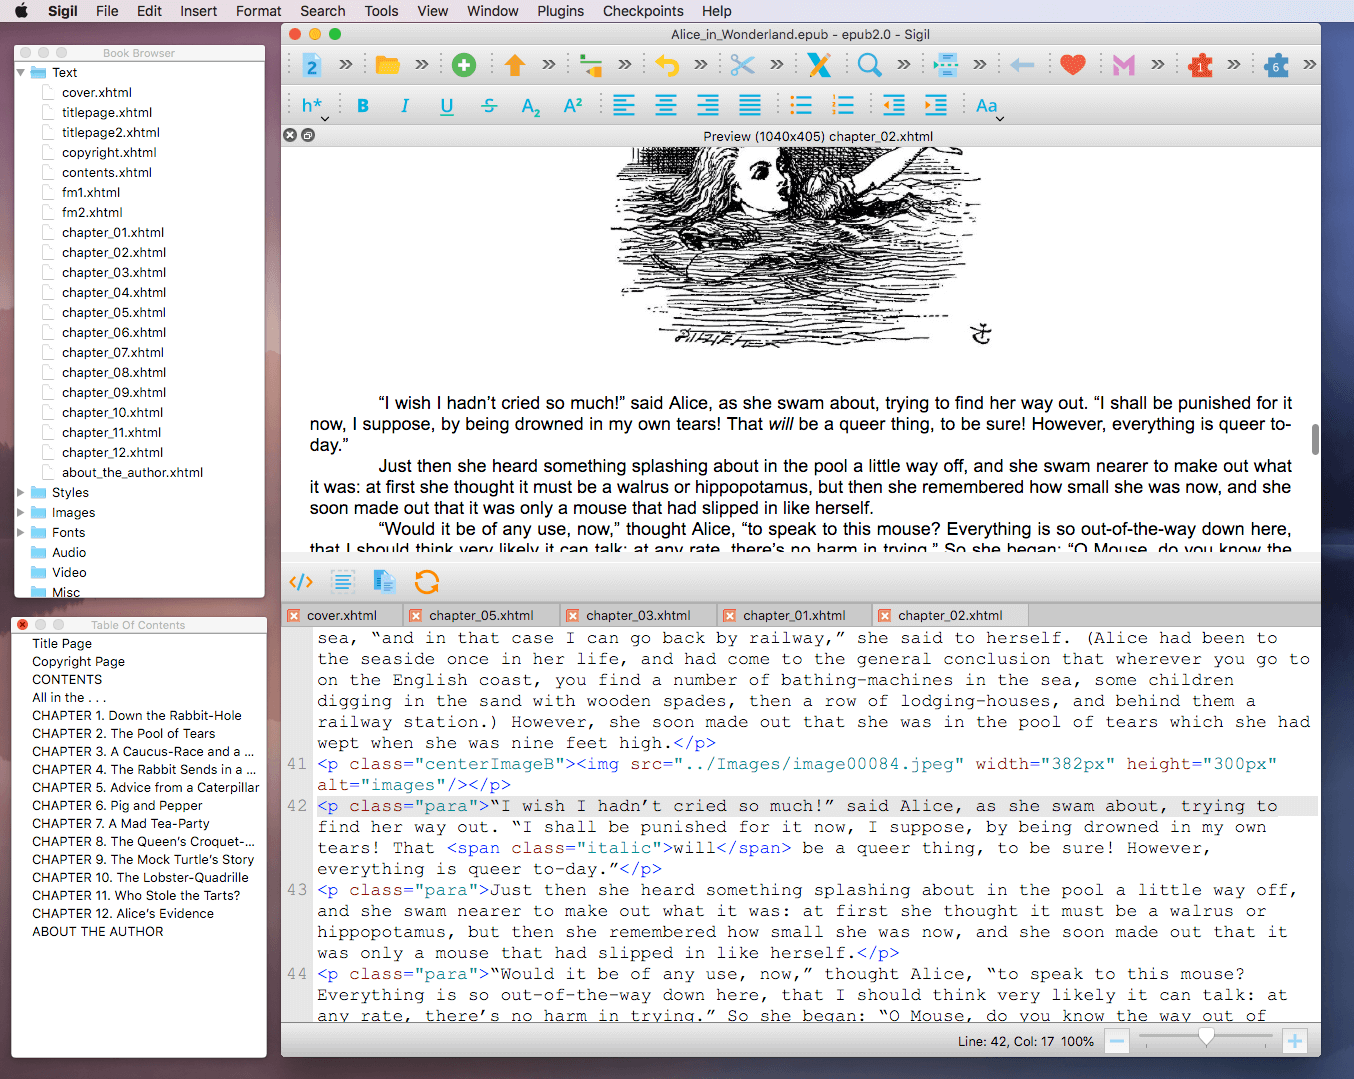 Sigil File Edit Insert Format Search Tools View Window Plugins Checkpoints Help
Book Browser
Text
cover.xhtml
titlepage.xhtml
titlepage2.xhtml
copyright.xhtml
contents.xhtml
fm1.xhtml
fm2.xhtml
chapter_01.xhtml
chapter_02.xhtml
chapter_03.xhtml
chapter_04.xhtml
chapter_05.xhtml
chapter_06.xhtml
chapter_07.xhtml
chapter_08.xhtml
chapter_09.xhtml
chapter_10.xhtml
chapter_11.xhtml
chapter_12.xhtml
about_the_author.xhtml
Styles
Images
Fonts
Audio
Video
Misc
Table Of Contents
Title Page
Copyright Page
CONTENTS
All in the . . .
CHAPTER 1. Down the Rabbit-Hole
CHAPTER 2. The Pool of Tears
CHAPTER 3. A Caucus-Race and a ...
CHAPTER 4. The Rabbit Sends in a ...
CHAPTER 5. Advice from a Caterpillar
CHAPTER 6. Pig and Pepper
CHAPTER 7. A Mad Tea-Party
CHAPTER 8. The Queen's Croquet-...
CHAPTER 9. The Mock Turtle's Story
CHAPTER 10. The Lobster-Quadrille
CHAPTER 11. Who Stole the Tarts?
CHAPTER 12. Alice's Evidence
ABOUT THE AUTHOR
Alice_in_Wonderland.epub - epub2.0 - Sigil
2 1 6
h* B I U S A2 A² Aa
Preview (1040x405) chapter_02.xhtml
“I wish I hadn’t cried so much!” said Alice, as she swam about, trying to find her way out. “I shall be punished for it
now, I suppose, by being drowned in my own tears! That will be a queer thing, to be sure! However, everything is queer to-
day.”
Just then she heard something splashing about in the pool a little way off, and she swam nearer to make out what
it was: at first she thought it must be a walrus or hippopotamus, but then she remembered how small she was now, and she
soon made out that it was only a mouse that had slipped in like herself.
“Would it be of any use, now,” thought Alice, “to speak to this mouse? Everything is so out-of-the-way down here,
that I should think very likely it can talk: at any rate, there’s no harm in trying.” So she began: “O Mouse, do you know the
</>
cover.xhtml chapter_05.xhtml chapter_03.xhtml chapter_01.xhtml chapter_02.xhtml
sea, “and in that case I can go back by railway,” she said to herself. (Alice had been to
the seaside once in her life, and had come to the general conclusion that wherever you go to
on the English coast, you find a number of bathing-machines in the sea, some children
digging in the sand with wooden spades, then a row of lodging-houses, and behind them a
railway station.) However, she soon made out that she was in the pool of tears which she had
wept when she was nine feet high.</p>
41 <p class="centerImageB"><img src="../Images/image00084.jpeg" width="382px" height="300px"
alt="images"/></p>
42 <p class="para">“I wish I hadn’t cried so much!” said Alice, as she swam about, trying to
find her way out. “I shall be punished for it now, I suppose, by being drowned in my own
tears! That <span class="italic">will</span> be a queer thing, to be sure! However,
everything is queer to-day.”</p>
43 <p class="para">Just then she heard something splashing about in the pool a little way off,
and she swam nearer to make out what it was: at first she thought it must be a walrus or
hippopotamus, but then she remembered how small she was now, and she soon made out that it
was only a mouse that had slipped in like herself.</p>
44 <p class="para">“Would it be of any use, now,” thought Alice, “to speak to this mouse?
Everything is so out-of-the-way down here, that I should think very likely it can talk: at
any rate, there’s no harm in trying.” So she began: “O Mouse, do you know the way out of
Line: 42, Col: 17 100%